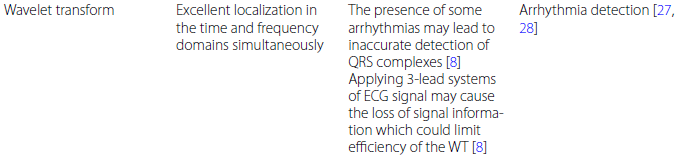 Wavelet transform
Excellent localization in
the time and frequency
domains simultaneously
The presence of some
arrhythmias may lead to
inaccurate detection of
QRS complexes [8]
Applying 3-lead systems
of ECG signal may cause
the loss of signal informa-
tion which could limit
efficiency of the WT [8]
Arrhythmia detection [27,
28]